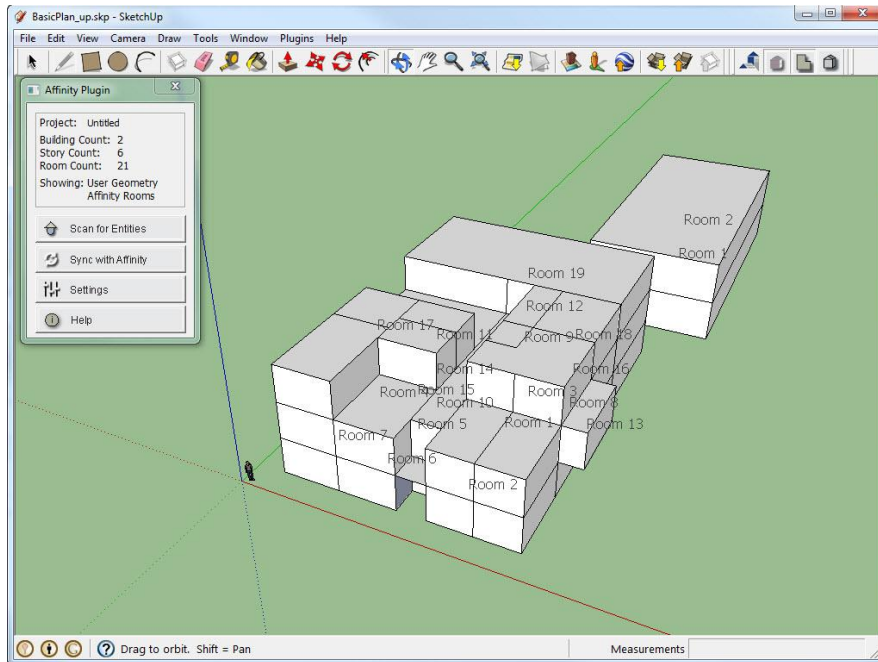 BasicPlan_up.skp - SketchUp
File Edit View Camera Draw Tools Window Plugins Help
Affinity Plugin
Project: Untitled
Building Count: 2
Story Count: 6
Room Count: 21
Showing: User Geometry
Affinity Rooms
Scan for Entities
Sync with Affinity
Settings
Help
Room 2
Room 1
Room 19
Room 12
Room 17
Room 11
Room 9
Room 18
Room 14
Room 16
Room 4
Room 15
Room 3
Room 10
Room 8
Room 5
Room 1
Room 13
Room 7
Room 6
Room 2
Drag to orbit. Shift = Pan
Measurements